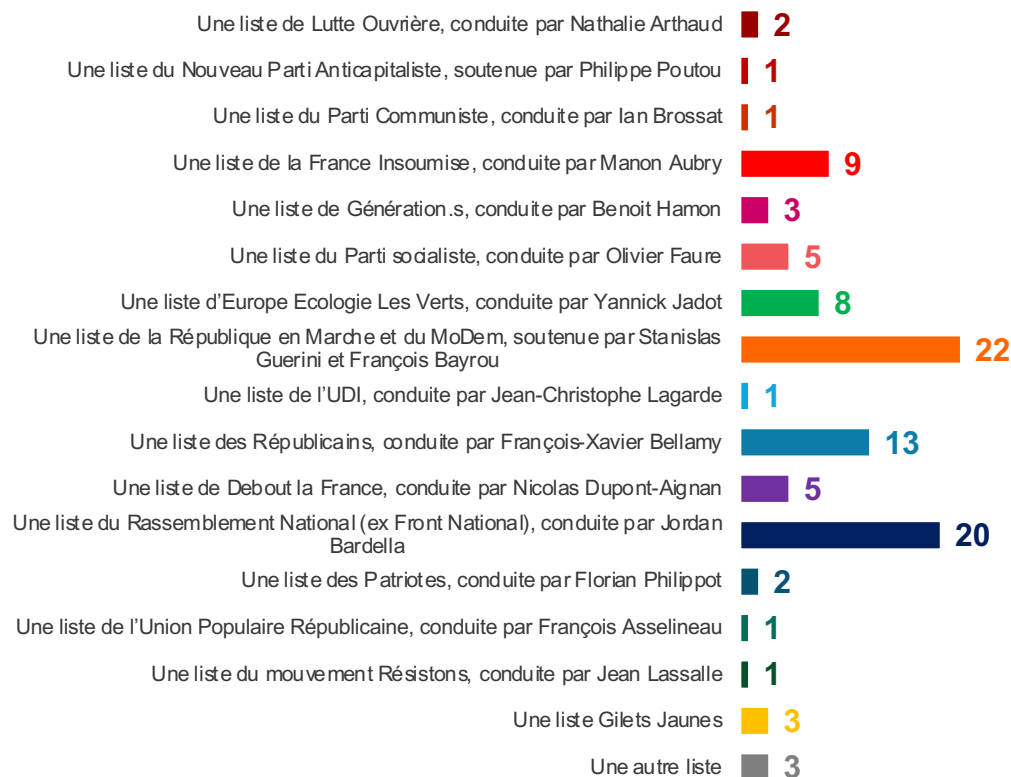 Une liste de Lutte Ouvrière, conduite par Nathalie Arthaud 2
Une liste du Nouveau Parti Anticapitaliste, soutenue par Philippe Poutou 1
Une liste du Parti Communiste, conduite par Ian Brossat 1
Une liste de la France Insoumise, conduite par Manon Aubry 9
Une liste de Génération.s, conduite par Benoit Hamon 3
Une liste du Parti socialiste, conduite par Olivier Faure 5
Une liste d'Europe Ecologie Les Verts, conduite par Yannick Jadot 8
Une liste de la République en Marche et du MoDem, soutenue par Stanislas
Guerini et François Bayrou 22
Une liste de l'UDI, conduite par Jean-Christophe Lagarde 1
Une liste des Républicains, conduite par François-Xavier Bellamy 13
Une liste de Debout la France, conduite par Nicolas Dupont-Aignan 5
Une liste du Rassemblement National (ex Front National), conduite par Jordan
Bardella 20
Une liste des Patriotes, conduite par Florian Philippot 2
Une liste de l'Union Populaire Républicaine, conduite par François Asselineau 1
Une liste du mouvement Résistons, conduite par Jean Lassalle 1
Une liste Gilets Jaunes 3
Une autre liste 3